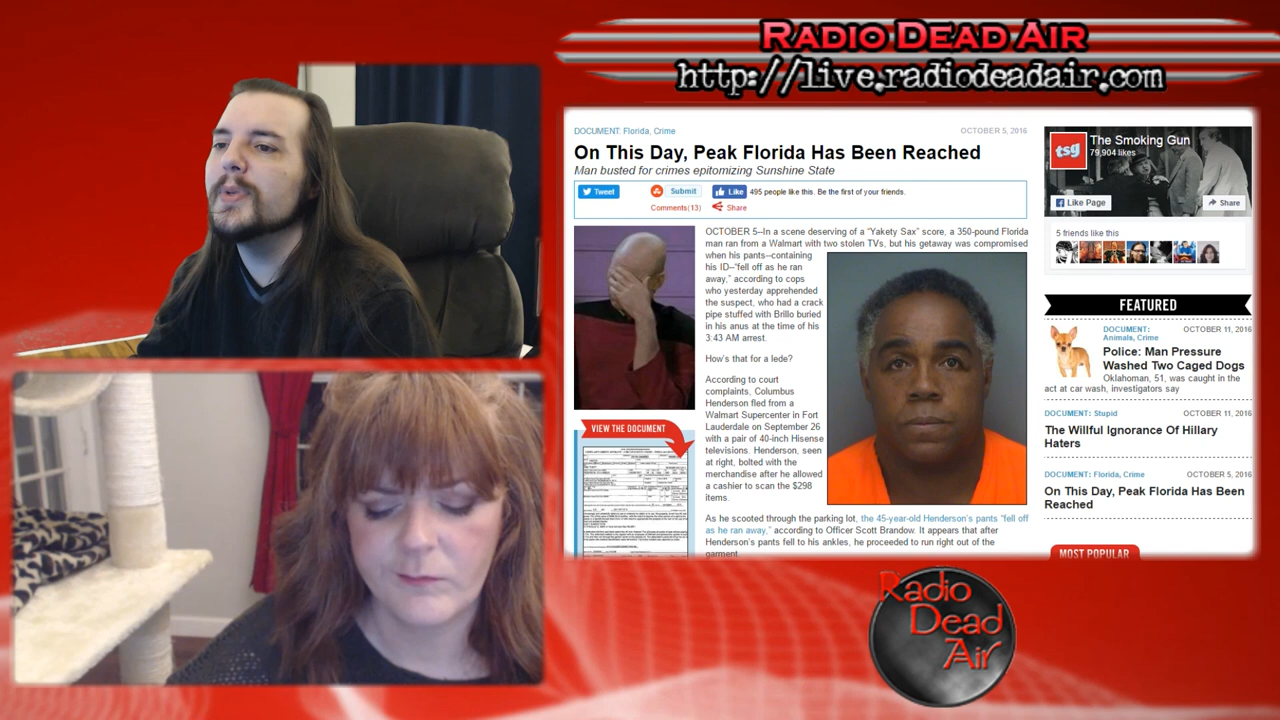 RADIO DEAD AIR
http://live.radiodeadair.com
DOCUMENT: Florida, Crime
OCTOBER 5, 2016
On This Day, Peak Florida Has Been Reached
Man busted for crimes epitomizing Sunshine State
Tweet
Submit
Like
495 people like this. Be the first of your friends.
Comments(13)
Share
OCTOBER 5--In a scene deserving of a "Yakety Sax" score, a 350-pound Florida
man ran from a Walmart with two stolen TVs, but his getaway was compromised
when his pants--containing
his ID--"fell off as he ran
away," according to cops
who yesterday apprehended
the suspect, who had a crack
pipe stuffed with Brillo buried
in his anus at the time of his
3:43 AM arrest.
How's that for a lede?
According to court
complaints, Columbus
Henderson fled from a
Walmart Supercenter in Fort
Lauderdale on September 26
with a pair of 40-inch Hisense
televisions. Henderson, seen
at right, bolted with the
merchandise after he allowed
a cashier to scan the $298
items.
As he scooted through the parking lot, the 45-year-old Henderson's pants "fell off
as he ran away," according to Officer Scott Brandow. It appears that after
Henderson's pants fell to his ankles, he proceeded to run right out of the
garment.
VIEW THE DOCUMENT
tsg
The Smoking Gun
79,904 likes
Like Page
Share
5 friends like this
FEATURED
DOCUMENT:
Animals, Crime
OCTOBER 11, 2016
Police: Man Pressure
Washed Two Caged Dogs
Oklahoman, 51, was caught in the
act at car wash, investigators say
DOCUMENT: Stupid
OCTOBER 11, 2016
The Willful Ignorance Of Hillary
Haters
DOCUMENT: Florida, Crime
OCTOBER 5, 2016
On This Day, Peak Florida Has Been
Reached
MOST POPULAR
Radio
Dead
Air